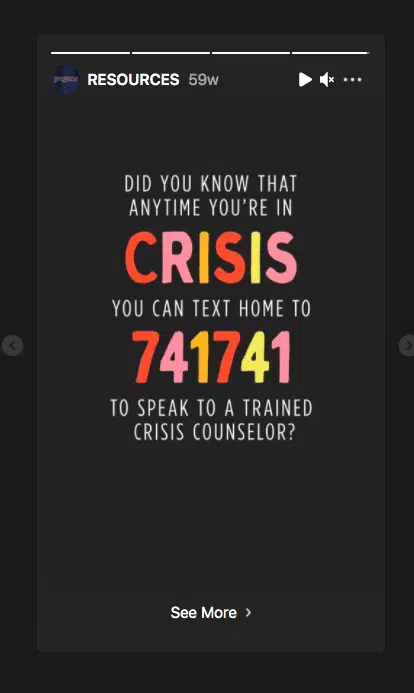 RESOURCES 59w
DID YOU KNOW THAT
ANYTIME YOU'RE IN
CRISIS
YOU CAN TEXT HOME TO
741741
TO SPEAK TO A TRAINED
CRISIS COUNSELOR?
See More